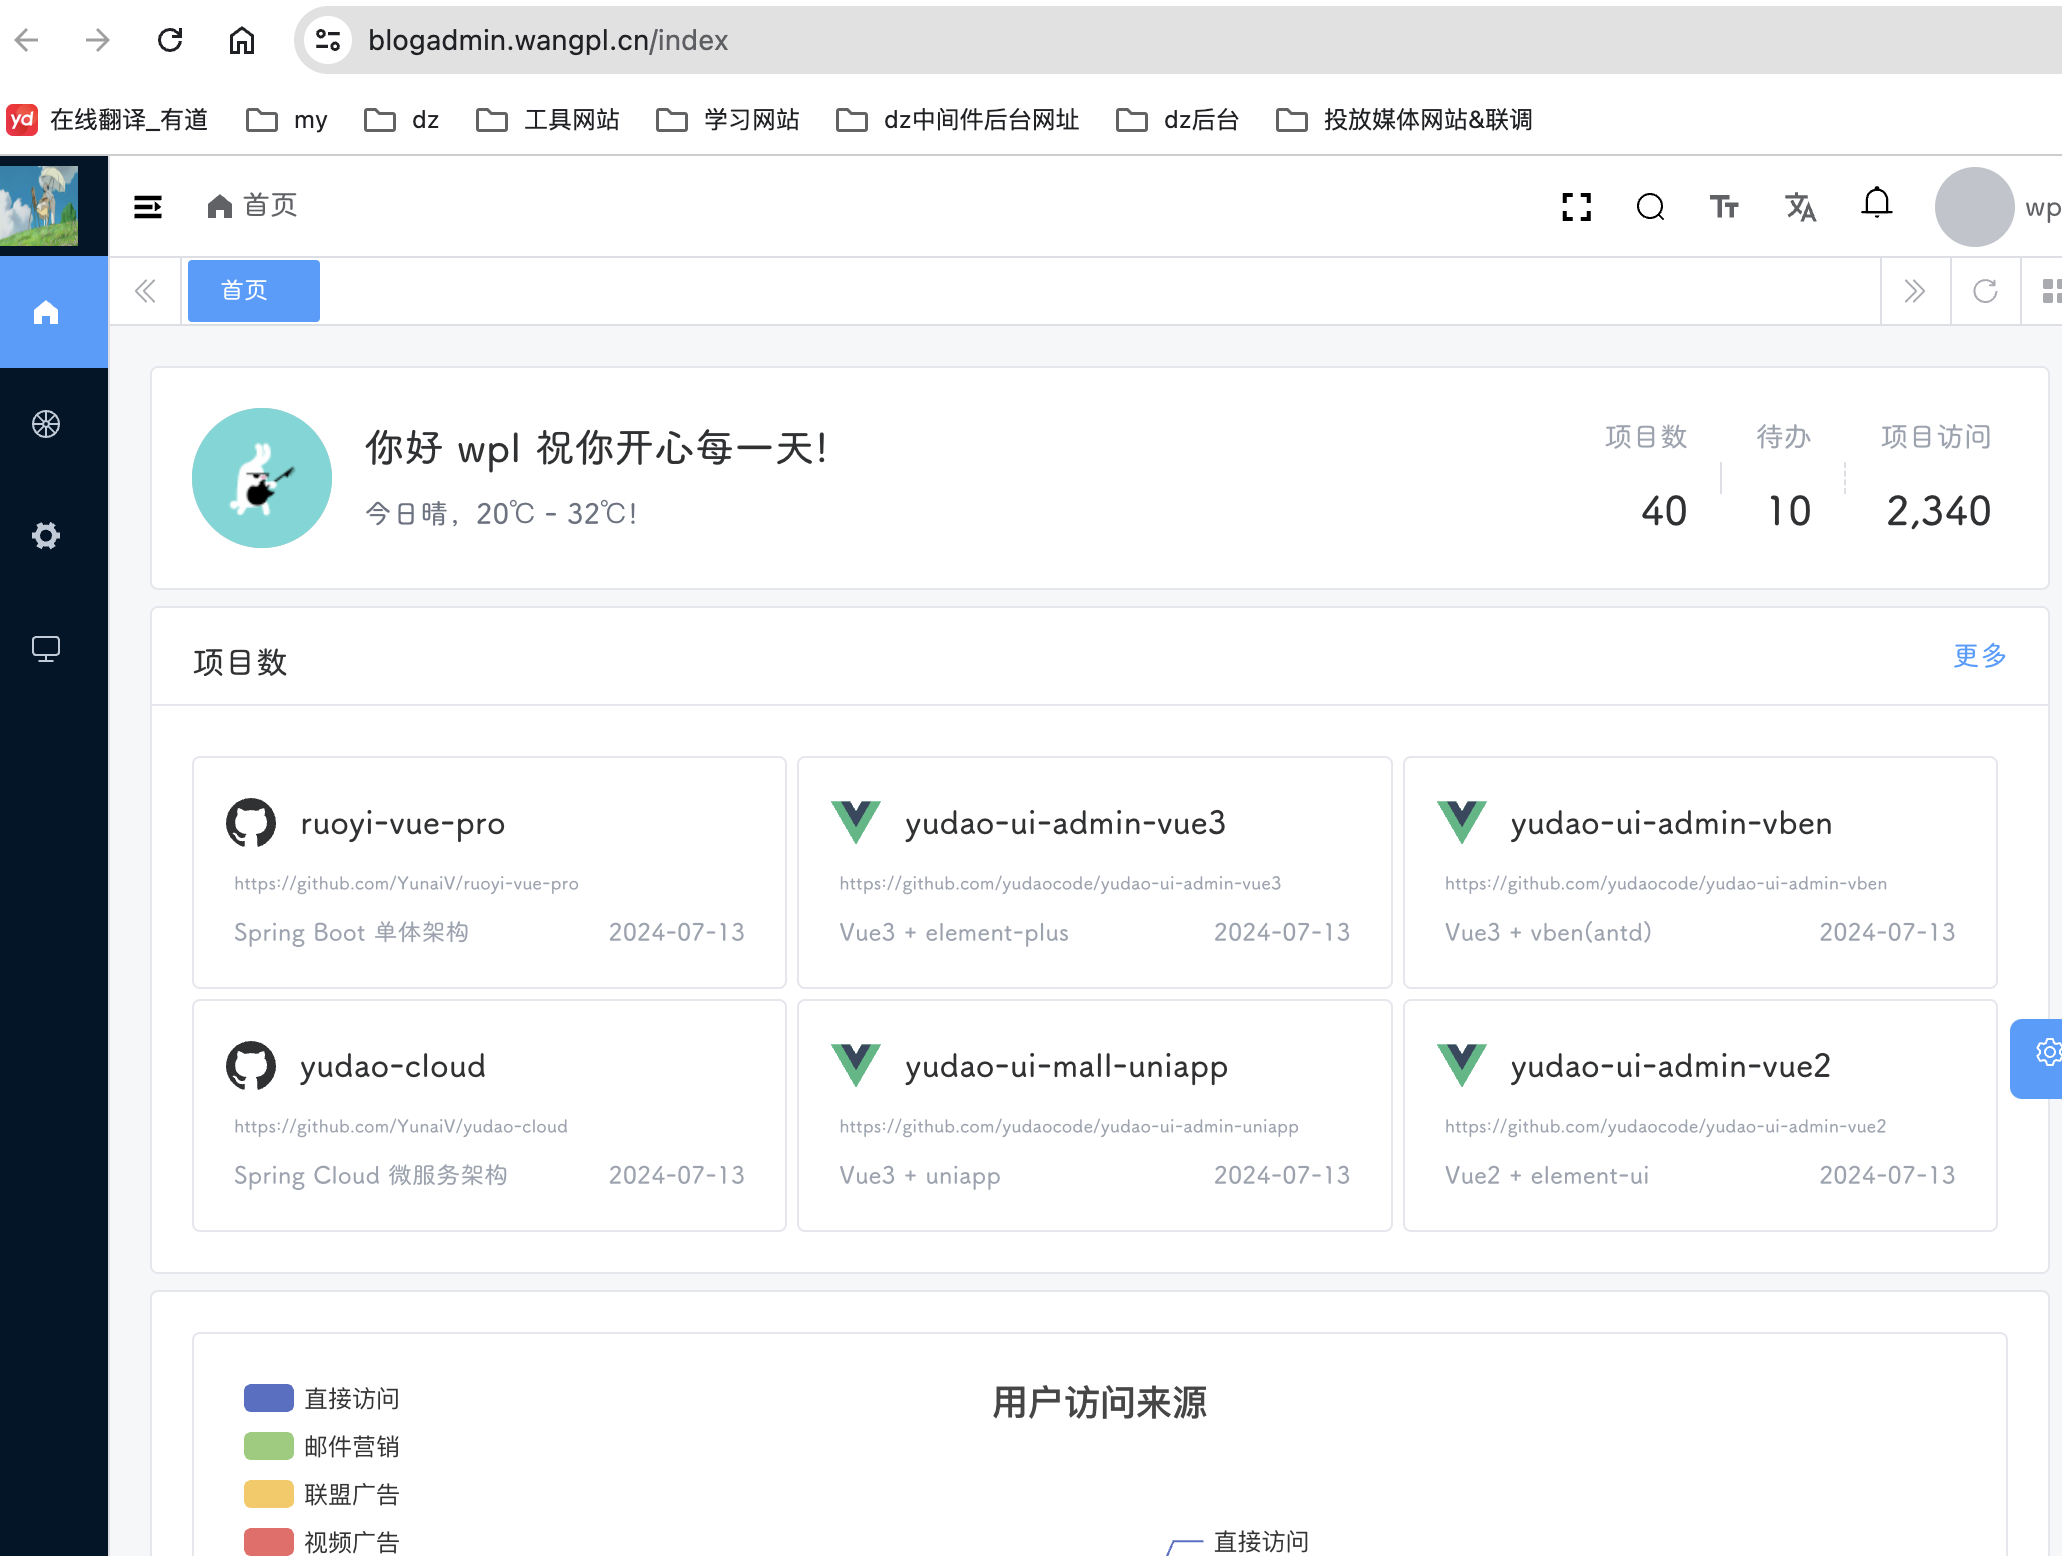 blogadmin.wangpl.cn/index
yd 在线翻译_有道 my dz 工具网站 学习网站 dz中间件后台网址 dz后台 投放媒体网站&联调
首页 wp
首页
你好 wpl 祝你开心每一天!
今日晴，20℃ - 32℃!
项目数 待办 项目访问
40 10 2,340
项目数 更多
ruoyi-vue-pro yudao-ui-admin-vue3 yudao-ui-admin-vben
https://github.com/YunaiV/ruoyi-vue-pro https://github.com/yudaocode/yudao-ui-admin-vue3 https://github.com/yudaocode/yudao-ui-admin-vben
Spring Boot 单体架构 2024-07-13 Vue3 + element-plus 2024-07-13 Vue3 + vben(antd) 2024-07-13
yudao-cloud yudao-ui-mall-uniapp yudao-ui-admin-vue2
https://github.com/YunaiV/yudao-cloud https://github.com/yudaocode/yudao-ui-admin-uniapp https://github.com/yudaocode/yudao-ui-admin-vue2
Spring Cloud 微服务架构 2024-07-13 Vue3 + uniapp 2024-07-13 Vue2 + element-ui 2024-07-13
用户访问来源
直接访问
邮件营销
联盟广告
视频广告
直接访问